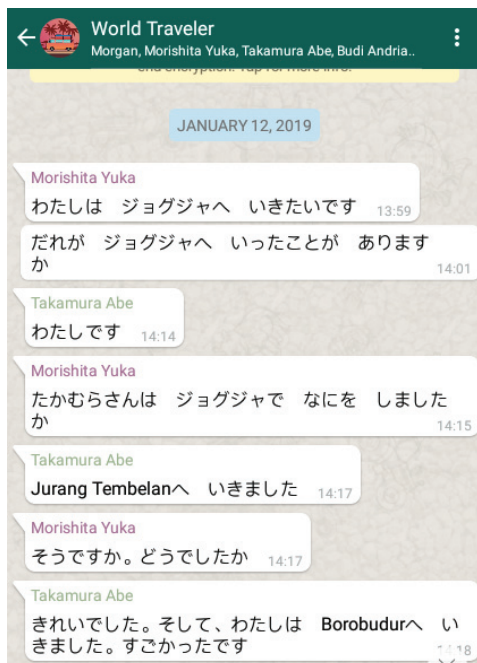 World Traveler
Morgan, Morishita Yuka, Takamura Abe, Budi Andria..
JANUARY 12, 2019
Morishita Yuka
わたしは　ジョグジャへ　いきたいです 13:59
だれが　ジョグジャへ　いったことが　あります
か 14:01
Takamura Abe
わたしです 14:14
Morishita Yuka
たかむらさんは　ジョグジャで　なにを　しました
か 14:15
Takamura Abe
Jurang Tembelanへ　いきました 14:17
Morishita Yuka
そうですか。どうでしたか 14:17
Takamura Abe
きれいでした。そして、わたしは　Borobudurへ　い
きました。すごかったです 14:18